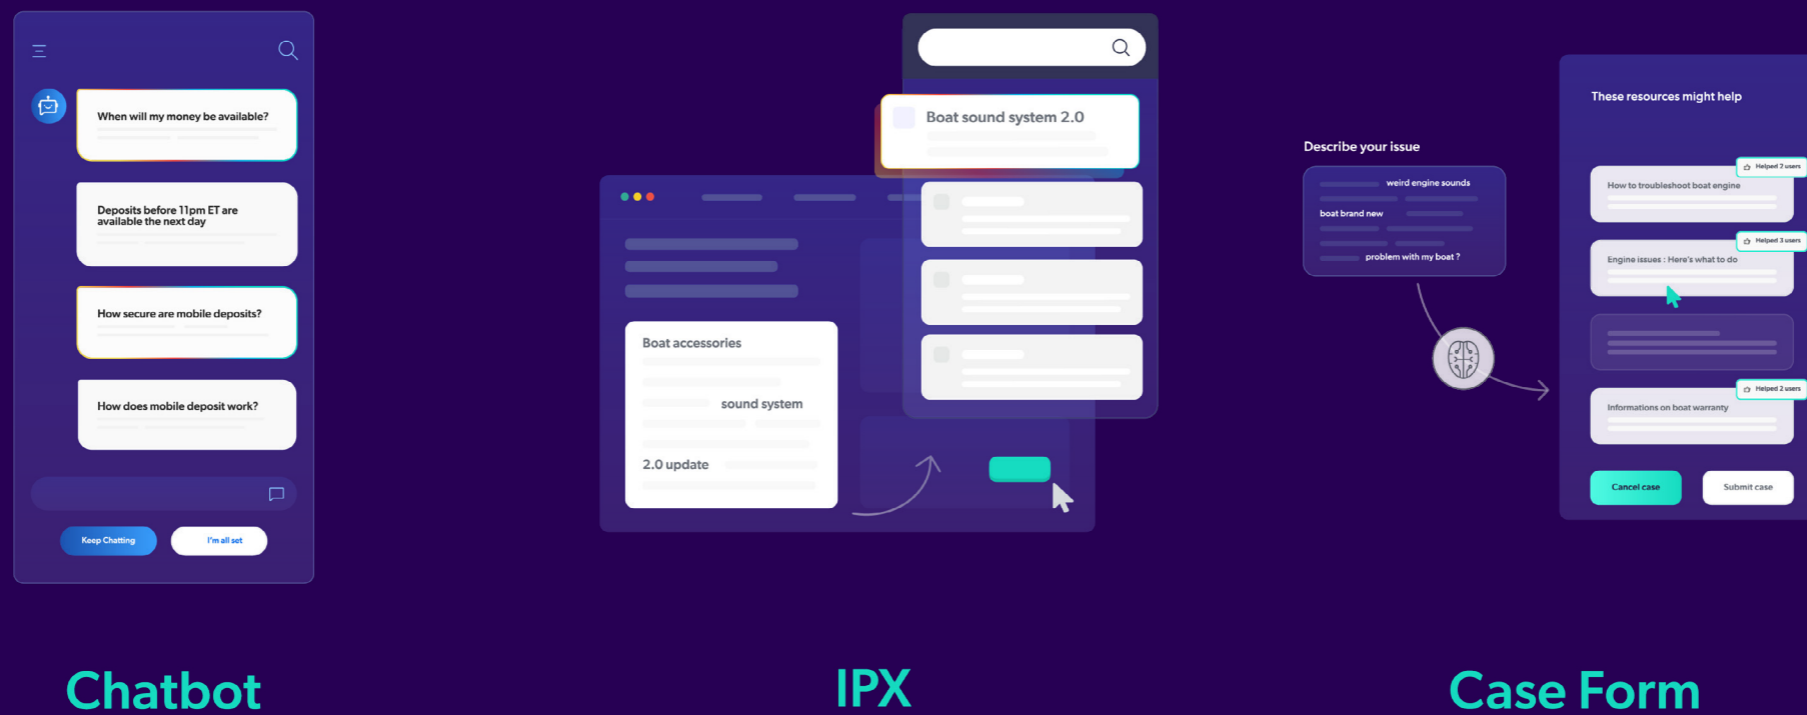 When will my money be available?
Deposits before 11pm ET are
available the next day
How secure are mobile deposits?
How does mobile deposit work?
Keep Chatting
I'm all set
Chatbot
Boat sound system 2.0
Boat accessories
sound system
2.0 update
IPX
Describe your issue
weird engine sounds
boat brand new
problem with my boat ?
These resources might help
Helped 2 users
How to troubleshoot boat engine
Helped 3 users
Engine issues : Here's what to do
Helped 2 users
Informations on boat warranty
Cancel case
Submit case
Case Form